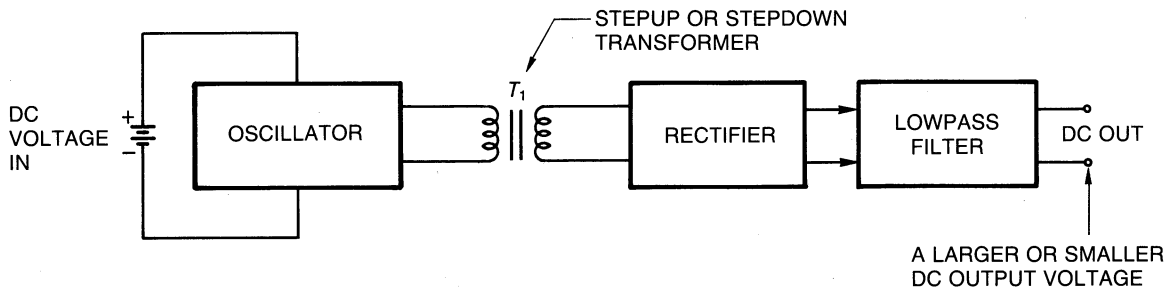 STEPUP OR STEPDOWN
TRANSFORMER
T1
DC
VOLTAGE
IN
+
−
OSCILLATOR
RECTIFIER
LOWPASS
FILTER
DC OUT
A LARGER OR SMALLER
DC OUTPUT VOLTAGE